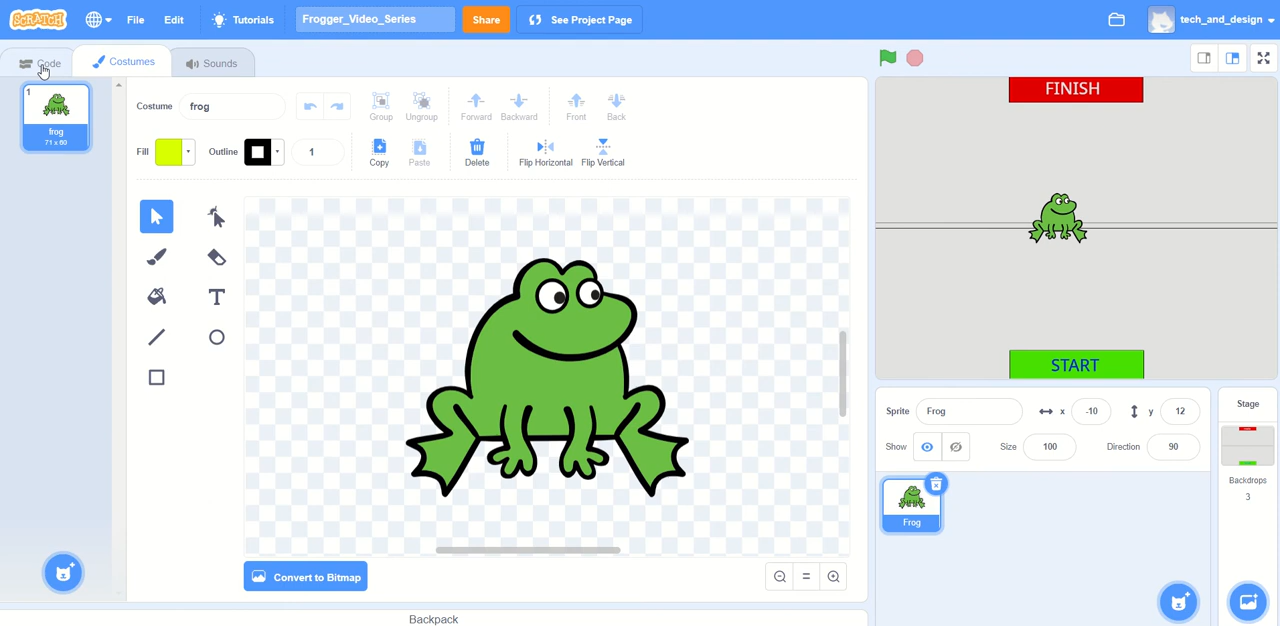 SCRATCH File Edit Tutorials Frogger_Video_Series Share See Project Page tech_and_design
Code Costumes Sounds
1
frog
71 x 60
Costume frog Group Ungroup Forward Backward Front Back
Fill Outline 1 Copy Paste Delete Flip Horizontal Flip Vertical
FINISH
START
Convert to Bitmap
Backpack
Sprite Frog x -10 y 12
Show Size 100 Direction 90
Frog
Stage
Backdrops
3